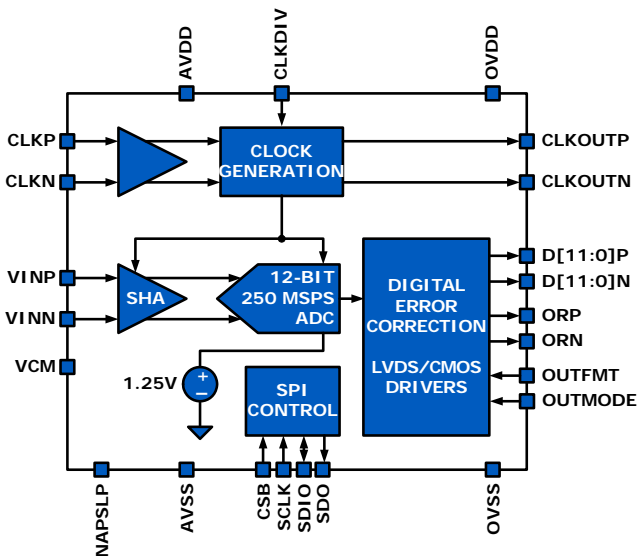 AVDD
CLKDIV
OVDD
CLKP
CLKN
CLOCK
GENERATION
CLKOUTP
CLKOUTN
VINP
VINN
VCM
SHA
12-BIT
250 MSPS
ADC
1.25V
+
−
DIGITAL
ERROR
CORRECTION
LVDS/CMOS
DRIVERS
D[11:0]P
D[11:0]N
ORP
ORN
OUTFMT
OUTMODE
SPI
CONTROL
NAPSLP
AVSS
CSB
SCLK
SDIO
SDO
OVSS